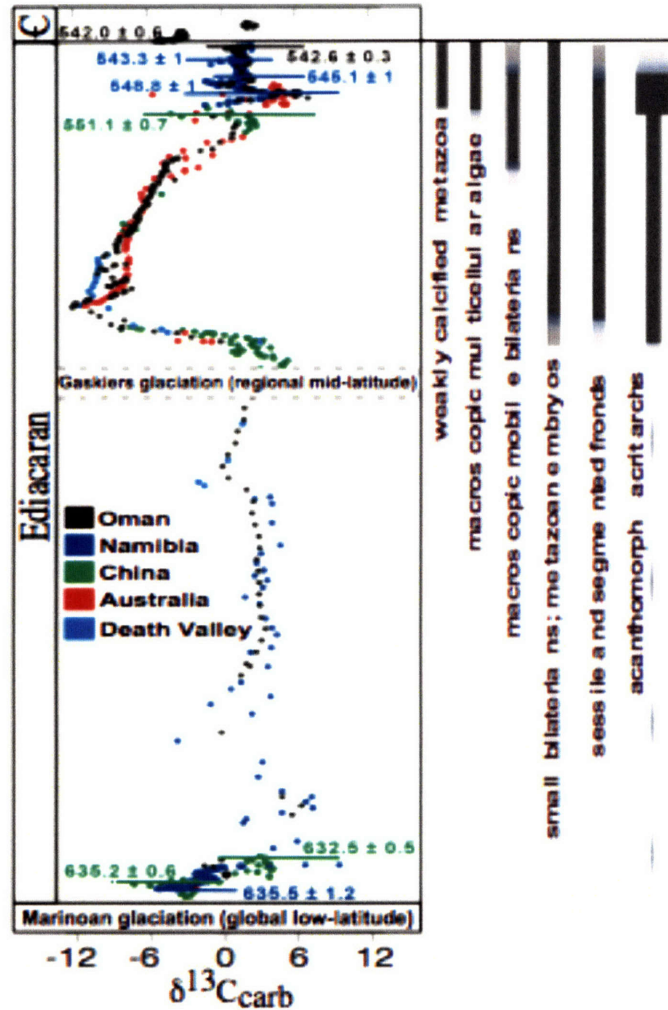 Є
542.0 ± 0.6
543.3 ± 1
542.6 ± 0.3
545.1 ± 1
548.8 ± 1
551.1 ± 0.7
Ediacaran
Gaskiers glaciation (regional mid-latitude)
Oman
Namibia
China
Australia
Death Valley
632.5 ± 0.5
635.2 ± 0.6
635.5 ± 1.2
Marinoan glaciation (global low-latitude)
-12 -6 0 6 12
δ13Ccarb
weakly calcified metazoa
macroscopic multicellular algae
macroscopic mobile bilaterians
small bilaterians; metazoan embryos
sessile and segmented fronds
acanthomorph acritarchs